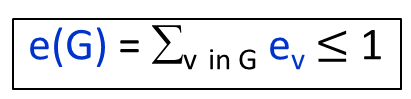 e(G) = ∑v in G ev ≤ 1